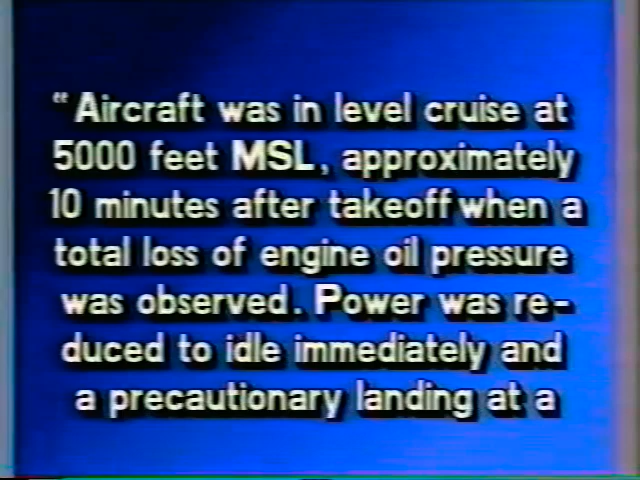 “Aircraft was in level cruise at
5000 feet MSL, approximately
10 minutes after takeoff when a
total loss of engine oil pressure
was observed. Power was re-
duced to idle immediately and
a precautionary landing at a